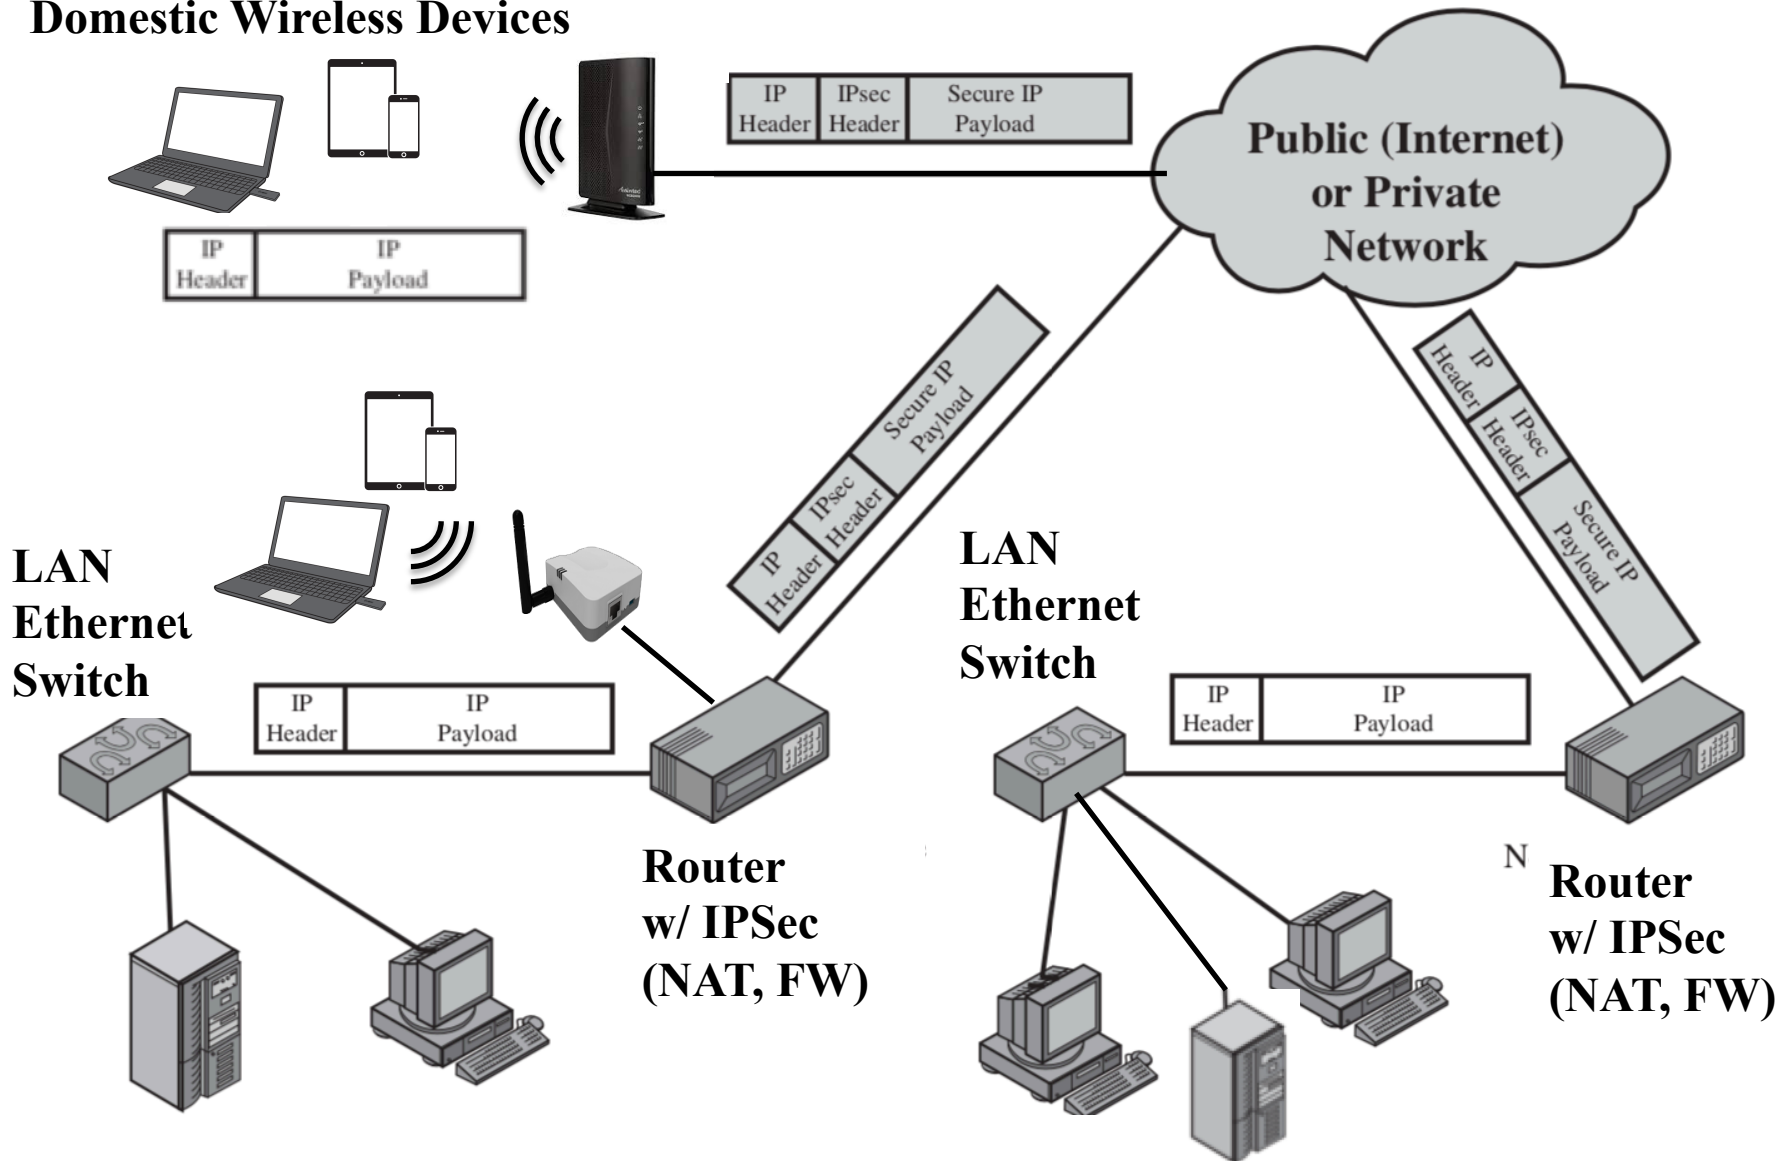 Domestic Wireless Devices
IP
Header
IPsec
Header
Secure IP
Payload
Public (Internet)
or Private
Network
IP
Header
IP
Payload
IP
Header
IPsec
Header
Secure IP
Payload
IP
Header
IPsec
Header
Secure IP
Payload
LAN
Ethernet
Switch
IP
Header
IP
Payload
LAN
Ethernet
Switch
IP
Header
IP
Payload
Router
w/ IPSec
(NAT, FW)
N
Router
w/ IPSec
(NAT, FW)